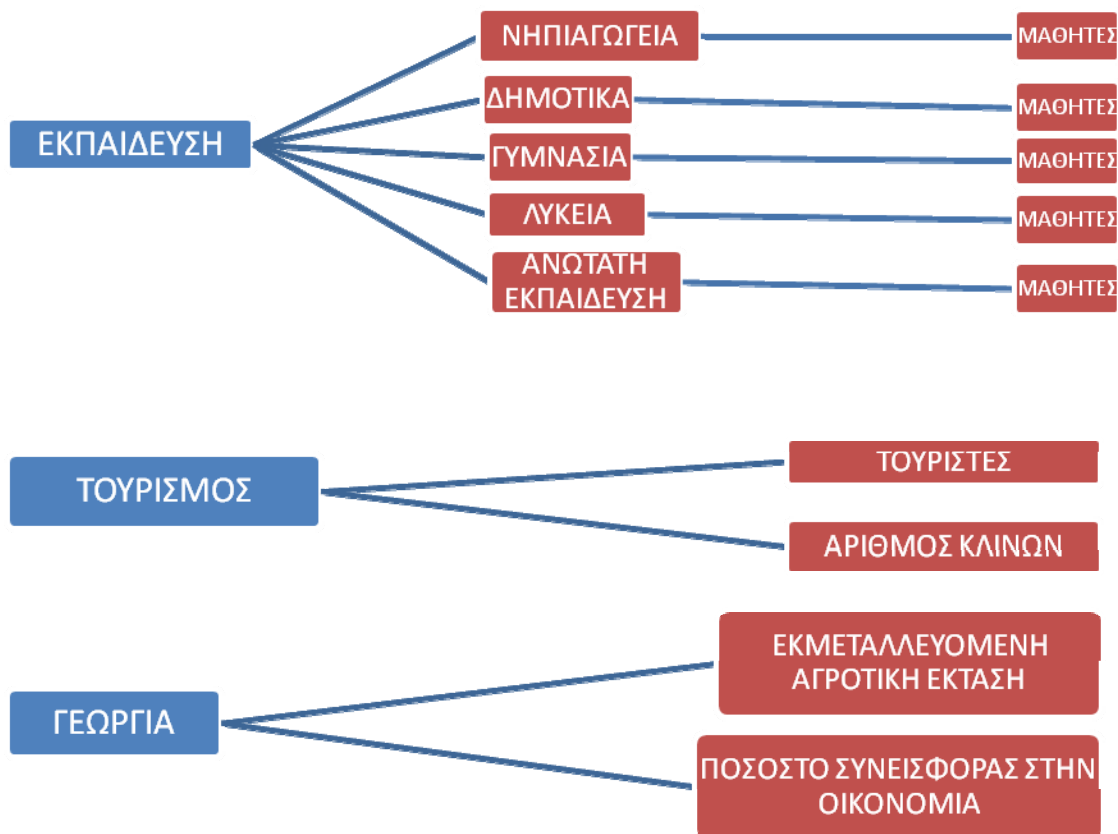 ΝΗΠΙΑΓΩΓΕΙΑ
ΜΑΘΗΤΕΣ
ΔΗΜΟΤΙΚΑ
ΜΑΘΗΤΕΣ
ΕΚΠΑΙΔΕΥΣΗ
ΓΥΜΝΑΣΙΑ
ΜΑΘΗΤΕΣ
ΛΥΚΕΙΑ
ΜΑΘΗΤΕΣ
ΑΝΩΤΑΤΗ
ΕΚΠΑΙΔΕΥΣΗ
ΜΑΘΗΤΕΣ
ΤΟΥΡΙΣΜΟΣ
ΤΟΥΡΙΣΤΕΣ
ΑΡΙΘΜΟΣ ΚΛΙΝΩΝ
ΓΕΩΡΓΙΑ
ΕΚΜΕΤΑΛΛΕΥΟΜΕΝΗ
ΑΓΡΟΤΙΚΗ ΕΚΤΑΣΗ
ΠΟΣΟΣΤΟ ΣΥΝΕΙΣΦΟΡΑΣ ΣΤΗΝ
ΟΙΚΟΝΟΜΙΑ